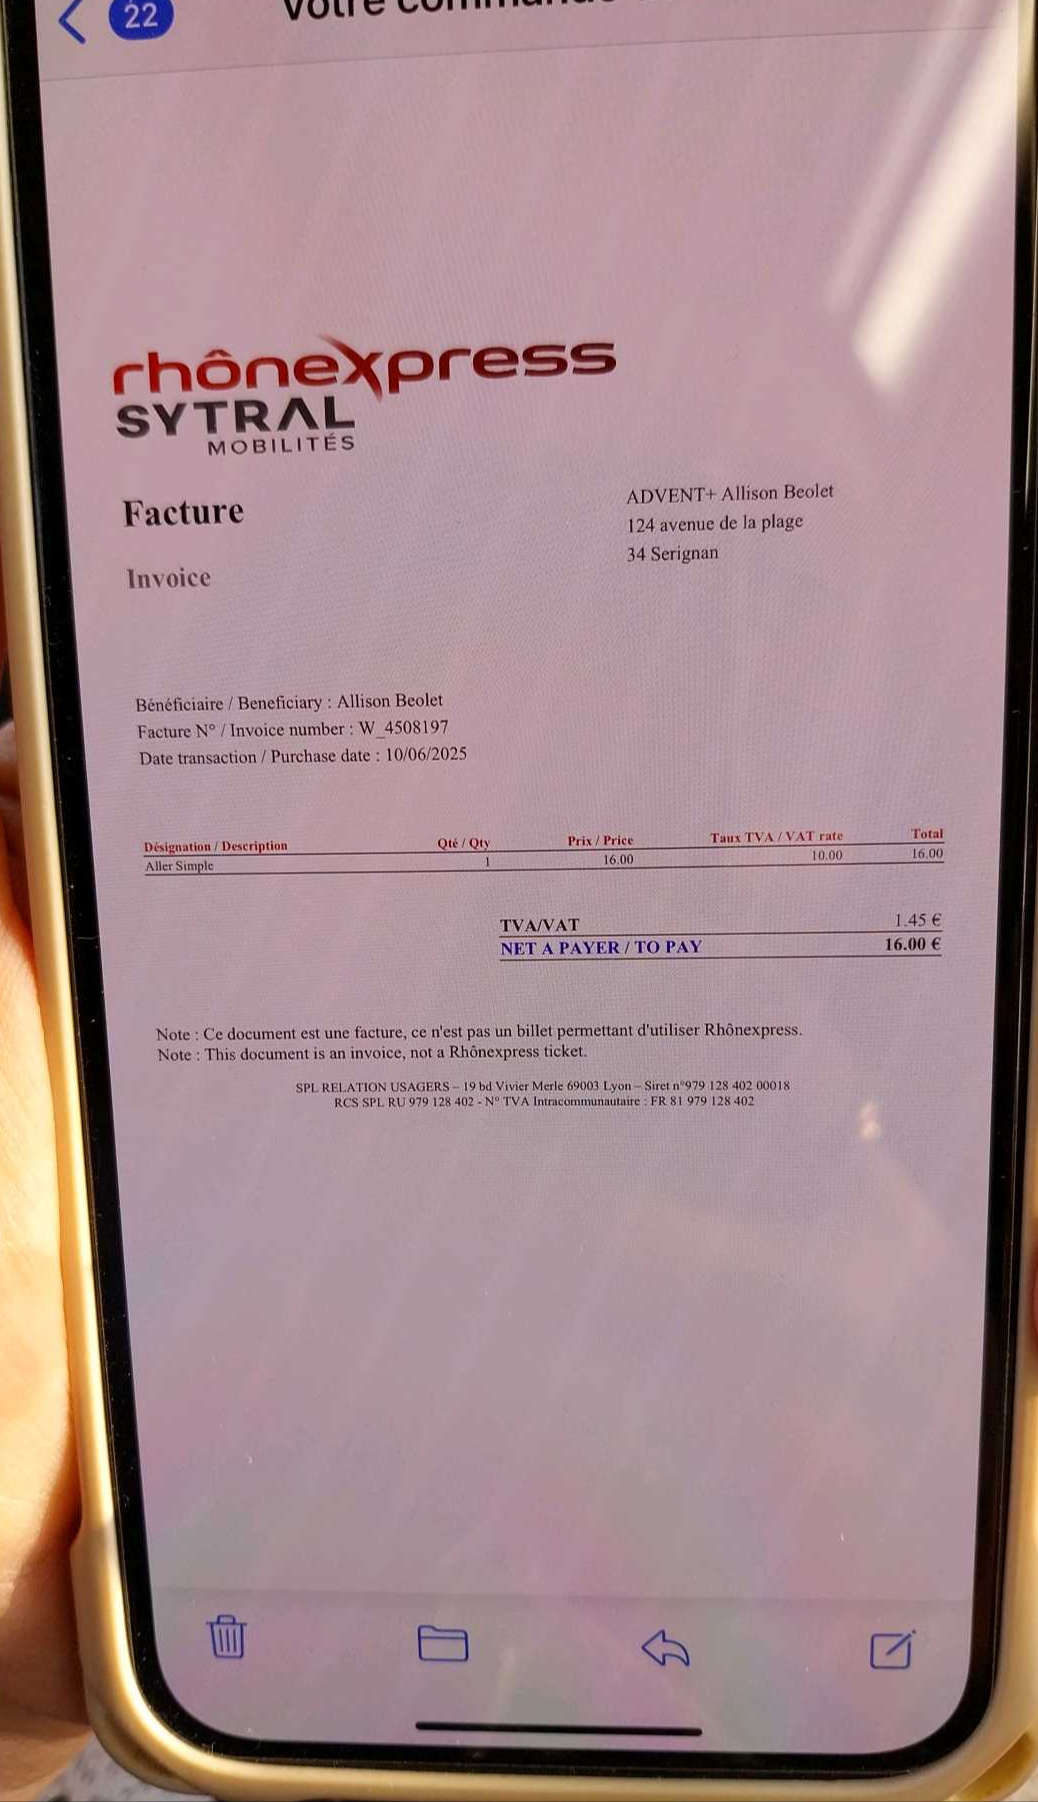 22
rhônexpress
SYTRAL
MOBILITÉS
Facture
Invoice
ADVENT+ Allison Beolet
124 avenue de la plage
34 Serignan
Bénéficiaire / Beneficiary : Allison Beolet
Facture N° / Invoice number : W_4508197
Date transaction / Purchase date : 10/06/2025
Désignation / Description Qté / Qty Prix / Price Taux TVA / VAT rate Total
Aller Simple 1 16.00 10.00 16.00
TVA/VAT 1.45 €
NET A PAYER / TO PAY 16.00 €
Note : Ce document est une facture, ce n'est pas un billet permettant d'utiliser Rhônexpress.
Note : This document is an invoice, not a Rhônexpress ticket.
SPL RELATION USAGERS – 19 bd Vivier Merle 69003 Lyon – Siret n°979 128 402 00018
RCS SPL RU 979 128 402 - N° TVA Intracommunautaire : FR 81 979 128 402